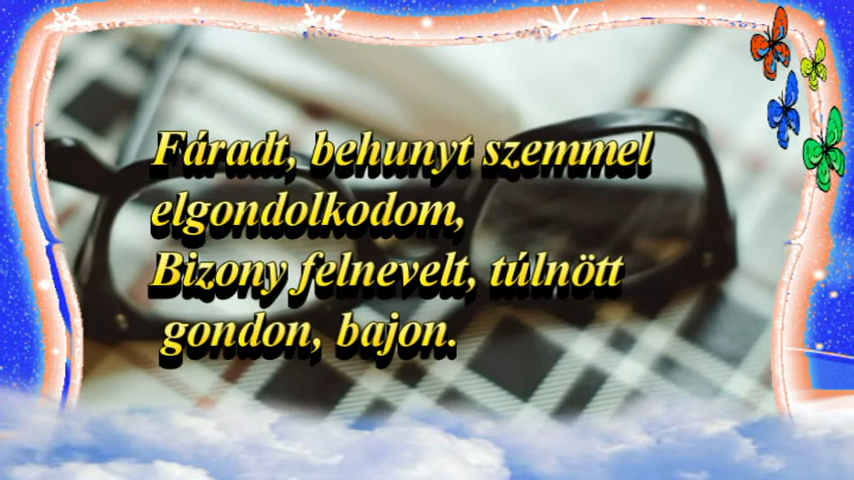 Fáradt, behunyt szemmel
elgondolkodom,
Bizony felnevelt, túlnött
gondon, bajon.